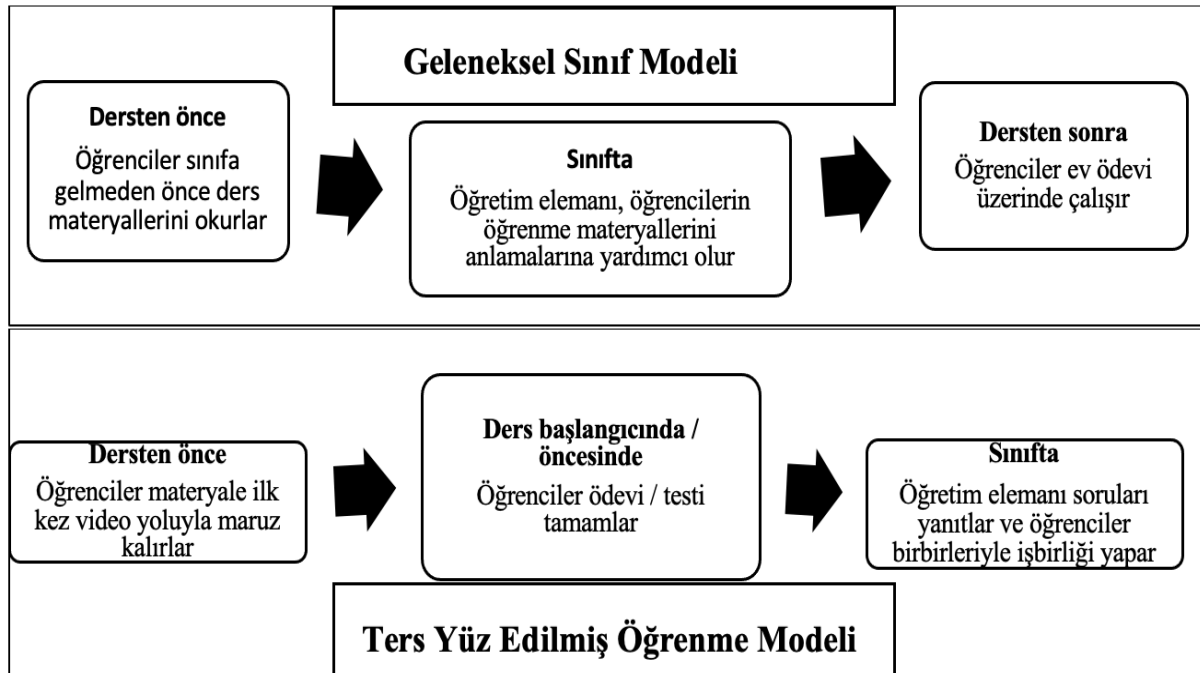 Geleneksel Sınıf Modeli
Dersten önce
Öğrenciler sınıfa
gelmeden önce ders
materyallerini okurlar
Sınıfta
Öğretim elemanı, öğrencilerin
öğrenme materyallerini
anlamalarına yardımcı olur
Dersten sonra
Öğrenciler ev ödevi
üzerinde çalışır
Dersten önce
Öğrenciler materyale ilk
kez video yoluyla maruz
kalırlar
Ders başlangıcında /
öncesinde
Öğrenciler ödevi / testi
tamamlar
Sınıfta
Öğretim elemanı soruları
yanıtlar ve öğrenciler
birbirleriyle işbirliği yapar
Ters Yüz Edilmiş Öğrenme Modeli